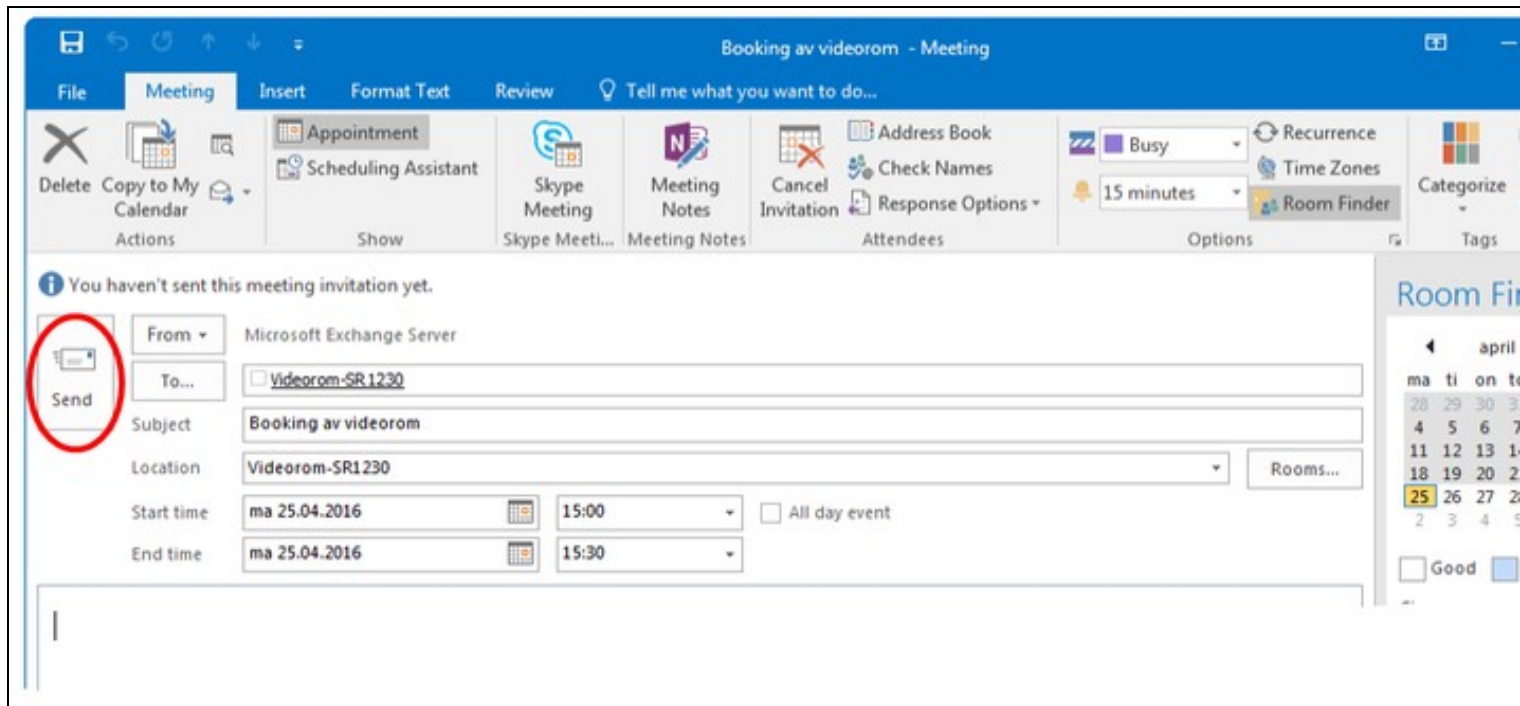 Booking av videorom - Meeting
File Meeting Insert Format Text Review Tell me what you want to do...
Delete
Copy to My Calendar
Actions
Appointment
Scheduling Assistant
Show
Skype Meeting
Skype Meeti...
Meeting Notes
Meeting Notes
Cancel Invitation
Address Book
Check Names
Response Options
Attendees
Busy
15 minutes
Recurrence
Time Zones
Room Finder
Options
Categorize
Tags
You haven't sent this meeting invitation yet.
Send
From Microsoft Exchange Server
To... Videorom-SR1230
Subject Booking av videorom
Location Videorom-SR1230 Rooms...
Start time ma 25.04.2016 15:00 All day event
End time ma 25.04.2016 15:30
Room Fi
april
ma ti on to
28 29 30 3
4 5 6 7
11 12 13 14
18 19 20 2
25 26 27 28
2 3 4 5
Good